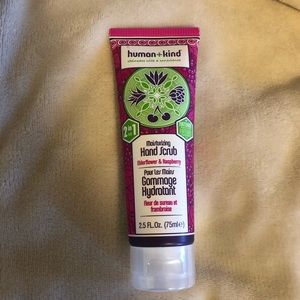 human+kind
2in1
Moisturizing
Hand Scrub
Elderflower & Raspberry
Pour Les Mains
Gommage
Hydratant
Fleur de sureau et
framboise
2.5 FL.Oz. (75ml e)